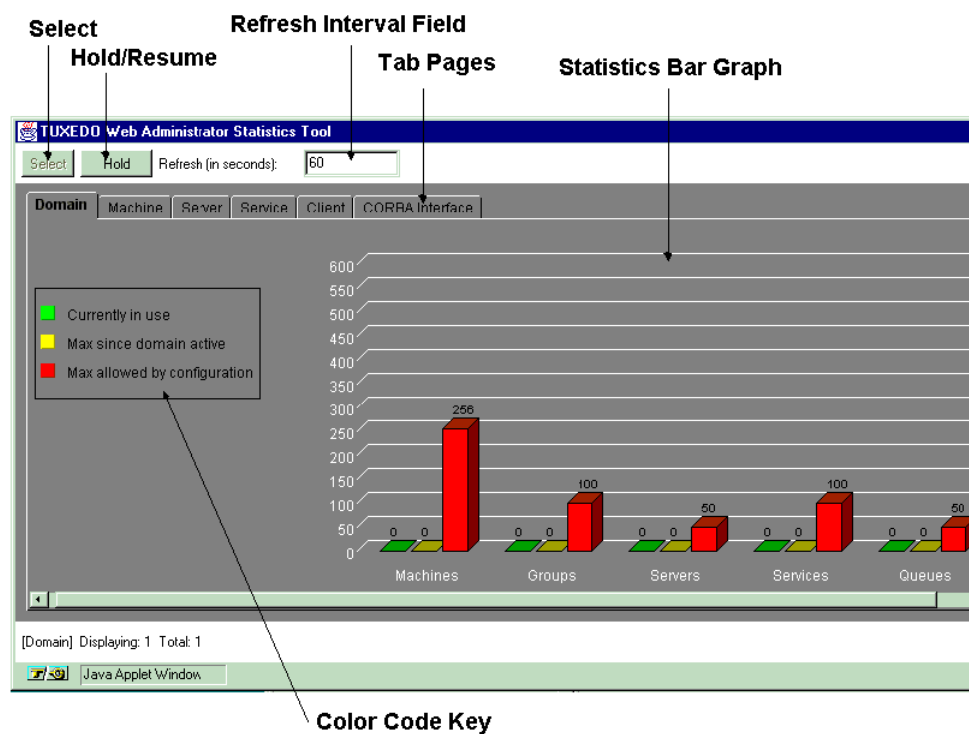 Select
Refresh Interval Field
Hold/Resume
Tab Pages
Statistics Bar Graph
TUXEDO Web Administrator Statistics Tool
Select Hold Refresh (in seconds): 60
Domain Machine Server Service Client CORBA Interface
600
550
500
450
400
350
300
250
200
150
100
50
0
Currently in use
Max since domain active
Max allowed by configuration
256
100
50
100
50
0 0 0 0 0 0 0 0 0 0
Machines Groups Servers Services Queues
[Domain] Displaying: 1 Total: 1
Java Applet Window
Color Code Key